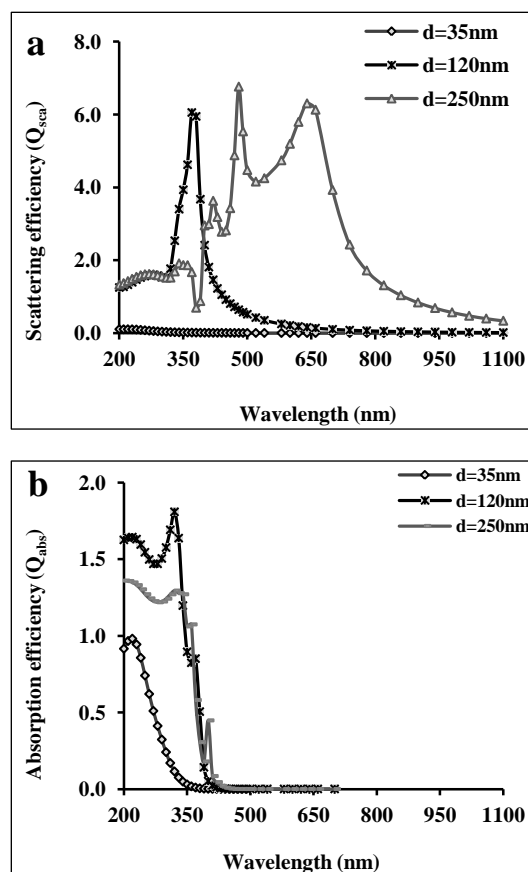 a
d=35nm
d=120nm
d=250nm
Scattering efficiency (Qsca)
8.0
6.0
4.0
2.0
0.0
200 350 500 650 800 950 1100
Wavelength (nm)
b
d=35nm
d=120nm
d=250nm
Absorption efficiency (Qabs)
2.0
1.5
1.0
0.5
0.0
200 350 500 650 800 950 1100
Wavelength (nm)